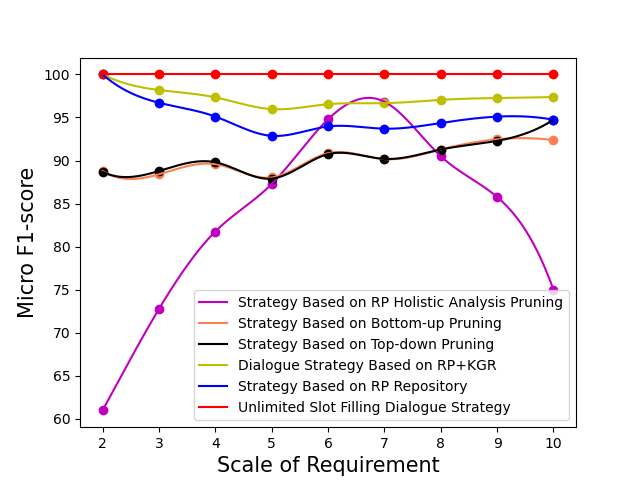 100
95
90
85
80
75
70
65
60
Micro F1-score
Strategy Based on RP Holistic Analysis Pruning
Strategy Based on Bottom-up Pruning
Strategy Based on Top-down Pruning
Dialogue Strategy Based on RP+KGR
Strategy Based on RP Repository
Unlimited Slot Filling Dialogue Strategy
2 3 4 5 6 7 8 9 10
Scale of Requirement